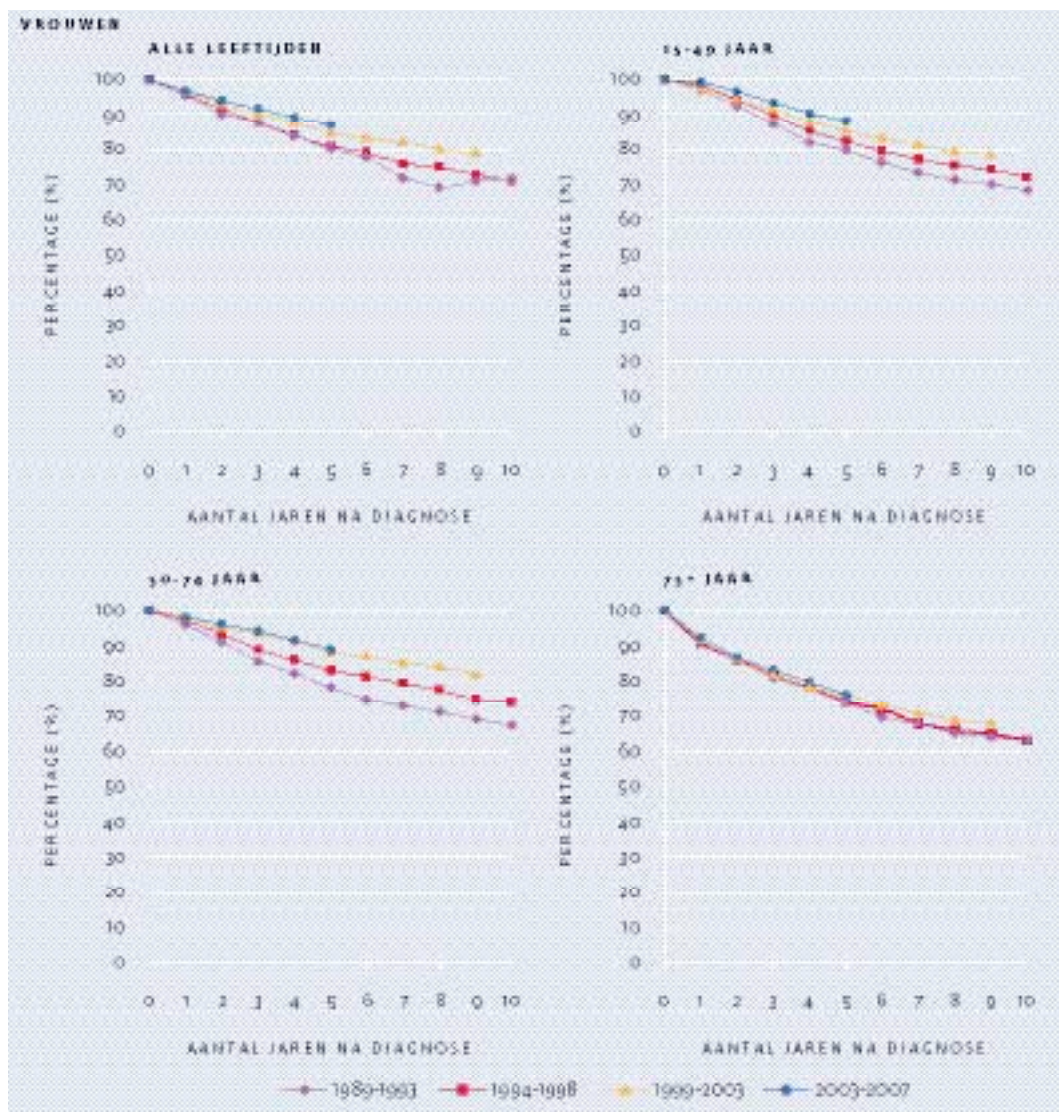 VROUWEN
ALLE LEEFTIJDEN
PERCENTAGE (%)
100
90
80
70
60
50
40
30
20
10
0
0 1 2 3 4 5 6 7 8 9 10
AANTAL JAREN NA DIAGNOSE
15-49 JAAR
PERCENTAGE (%)
100
90
80
70
60
50
40
30
20
10
0
0 1 2 3 4 5 6 7 8 9 10
AANTAL JAREN NA DIAGNOSE
50-74 JAAR
PERCENTAGE (%)
100
90
80
70
60
50
40
30
20
10
0
0 1 2 3 4 5 6 7 8 9 10
AANTAL JAREN NA DIAGNOSE
75+ JAAR
PERCENTAGE (%)
100
90
80
70
60
50
40
30
20
10
0
0 1 2 3 4 5 6 7 8 9 10
AANTAL JAREN NA DIAGNOSE
1989-1993 1994-1998 1999-2003 2003-2007